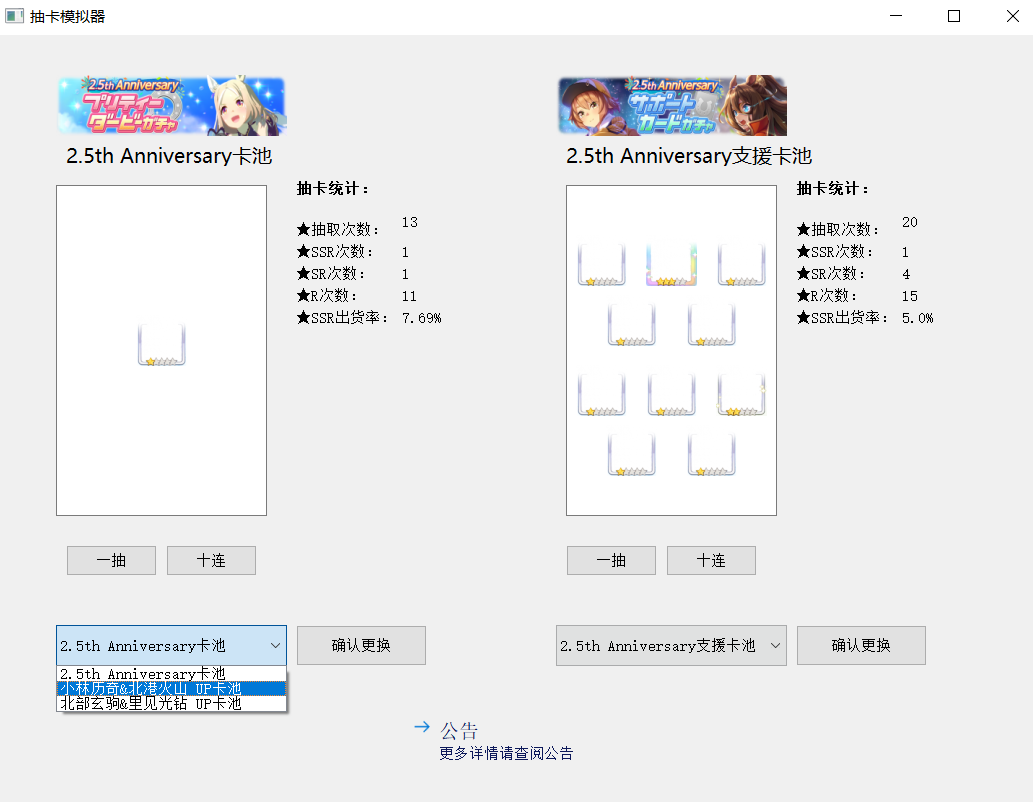 抽卡模拟器
2.5th Anniversary
プリティー
ダービーガチャ
2.5th Anniversary卡池
抽卡统计：
★抽取次数： 13
★SSR次数： 1
★SR次数： 1
★R次数： 11
★SSR出货率： 7.69%
一抽
十连
2.5th Anniversary卡池
确认更换
2.5th Anniversary卡池
小林历奇&北港火山 UP卡池
北部玄驹&里见光钻 UP卡池
2.5th Anniversary
サポート
カードガチャ
2.5th Anniversary支援卡池
抽卡统计：
★抽取次数： 20
★SSR次数： 1
★SR次数： 4
★R次数： 15
★SSR出货率： 5.0%
一抽
十连
2.5th Anniversary支援卡池
确认更换
公告
更多详情请查阅公告